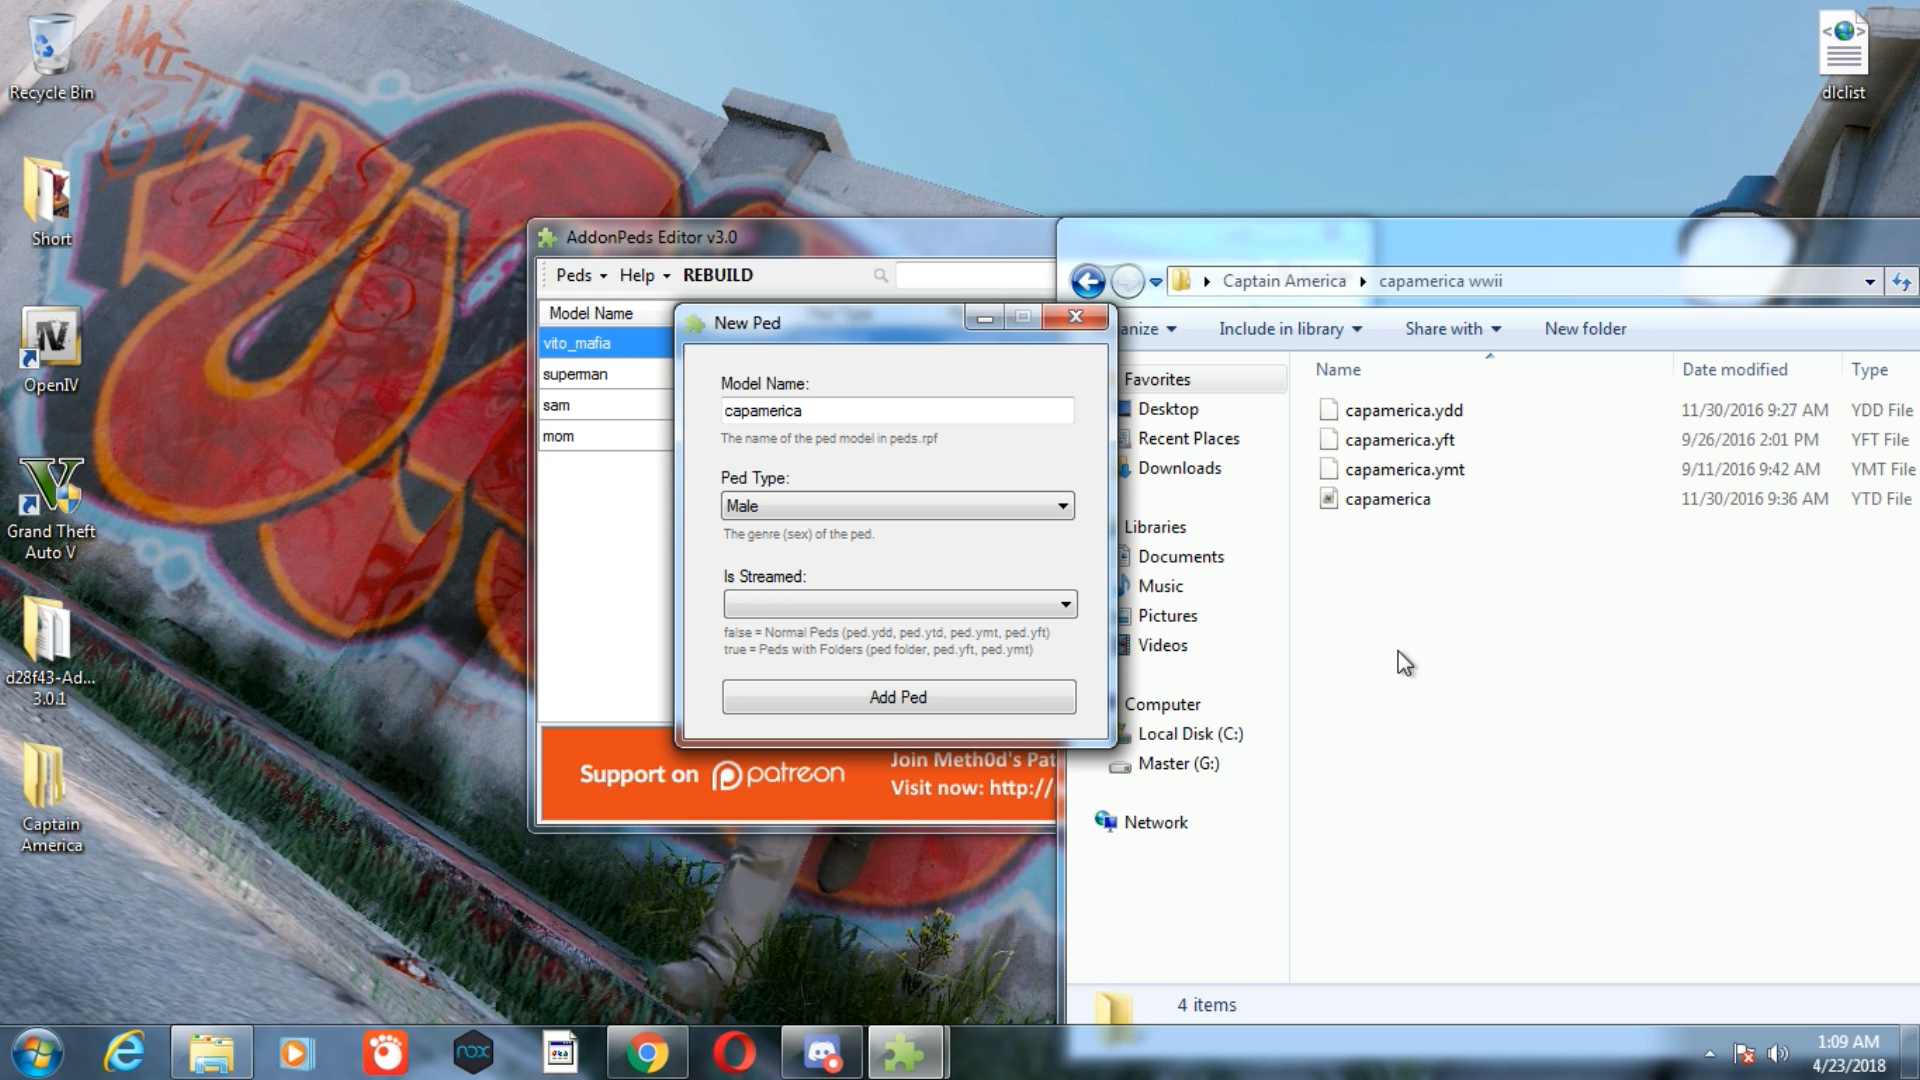 Recycle Bin
Short
OpenIV
Grand Theft
Auto V
d28f43-Ad...
3.0.1
Captain
America
dlclist
AddonPeds Editor v3.0
Peds Help REBUILD
Model Name
vito_mafia
superman
sam
mom
Support on patreon
Join Meth0d's Pat
Visit now: http://
New Ped
Model Name:
capamerica
The name of the ped model in peds.rpf
Ped Type:
Male
The genre (sex) of the ped.
Is Streamed:
false = Normal Peds (ped.ydd, ped.ytd, ped.ymt, ped.yft)
true = Peds with Folders (ped folder, ped.yft, ped.ymt)
Add Ped
Captain America capamerica wwii
anize Include in library Share with New folder
Favorites
Desktop
Recent Places
Downloads
Libraries
Documents
Music
Pictures
Videos
Computer
Local Disk (C:)
Master (G:)
Network
Name Date modified Type
capamerica.ydd 11/30/2016 9:27 AM YDD File
capamerica.yft 9/26/2016 2:01 PM YFT File
capamerica.ymt 9/11/2016 9:42 AM YMT File
capamerica 11/30/2016 9:36 AM YTD File
4 items
nox
1:09 AM
4/23/2018